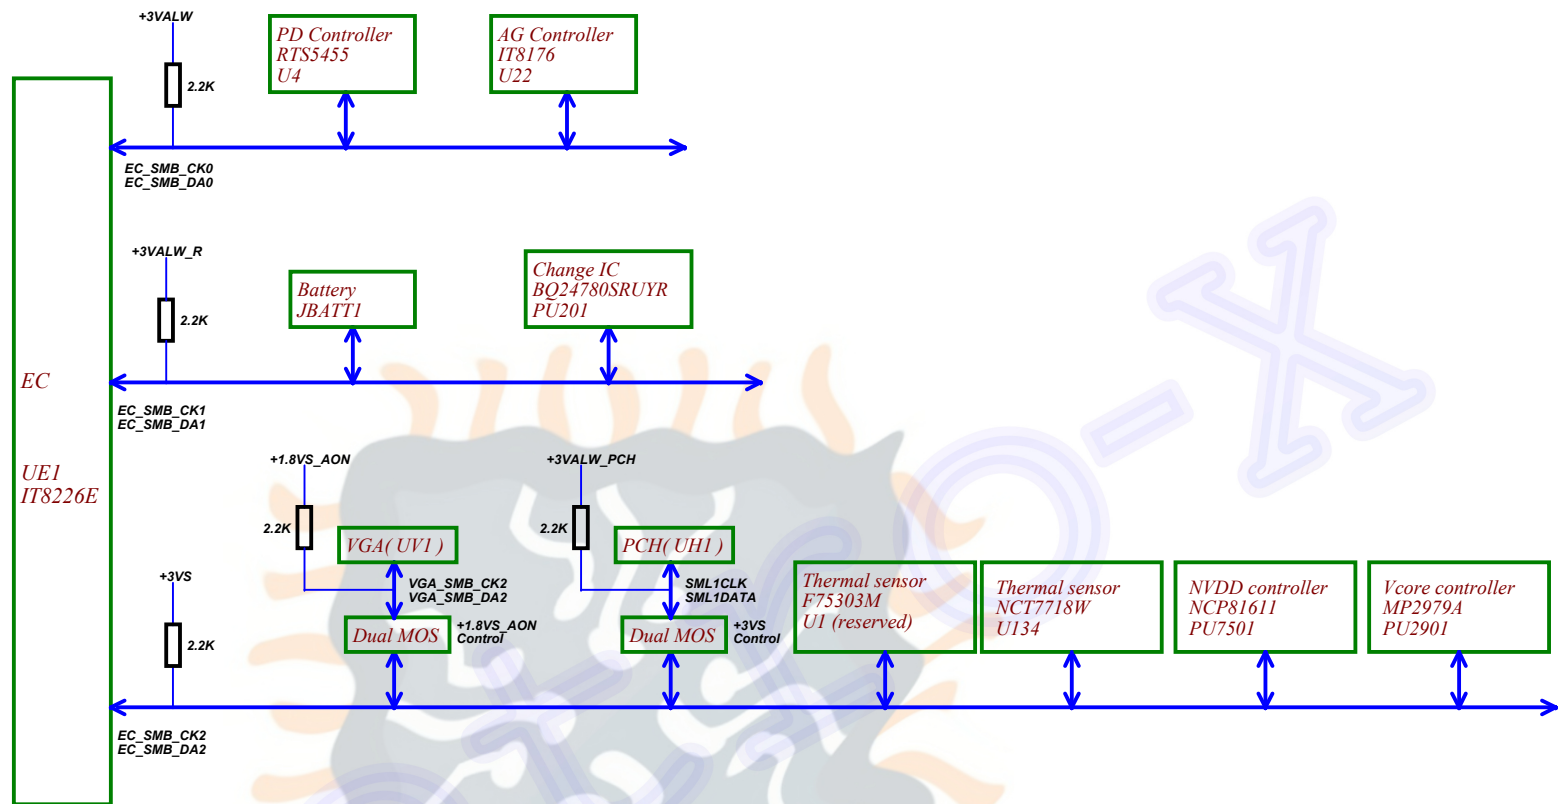 +3VALW
2.2K
PD Controller
RTS5455
U4
AG Controller
IT8176
U22
EC_SMB_CK0
EC_SMB_DA0
+3VALW_R
2.2K
Battery
JBATT1
Change IC
BQ24780SRUYR
PU201
EC
UE1
IT8226E
EC_SMB_CK1
EC_SMB_DA1
+1.8VS_AON
2.2K
VGA( UV1 )
VGA_SMB_CK2
VGA_SMB_DA2
Dual MOS
+1.8VS_AON
Control
+3VALW_PCH
2.2K
PCH( UH1 )
SML1CLK
SML1DATA
Dual MOS
+3VS
Control
Thermal sensor
F75303M
U1 (reserved)
Thermal sensor
NCT7718W
U134
NVDD controller
NCP81611
PU7501
Vcore controller
MP2979A
PU2901
+3VS
2.2K
EC_SMB_CK2
EC_SMB_DA2